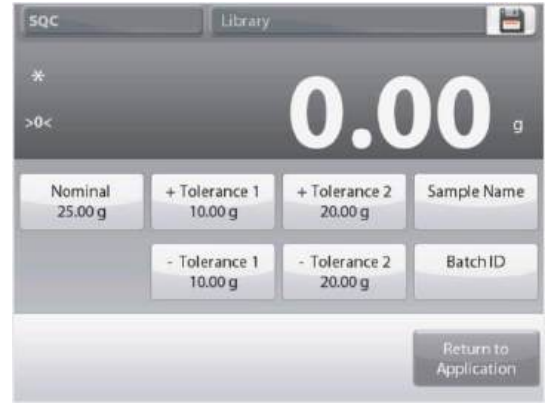 SQC
Library
*
>0<
0.00 g
Nominal
25.00 g
+ Tolerance 1
10.00 g
+ Tolerance 2
20.00 g
Sample Name
- Tolerance 1
10.00 g
- Tolerance 2
20.00 g
Batch ID
Return to
Application